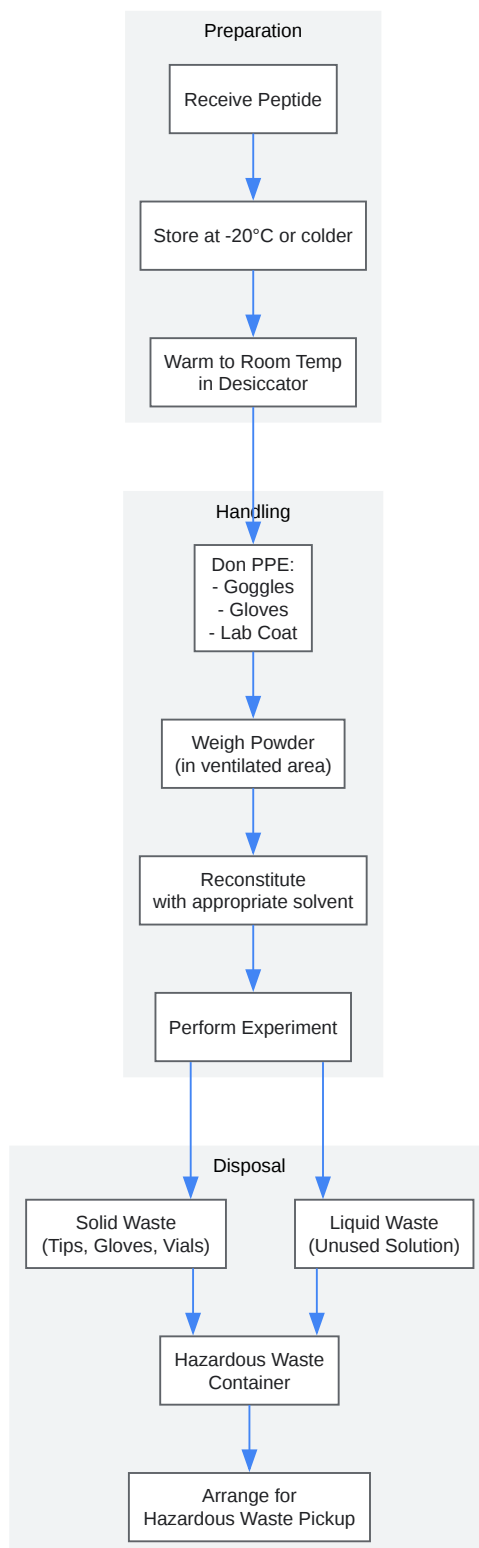 Preparation
Receive Peptide
Store at -20°C or colder
Warm to Room Temp
in Desiccator
Handling
Don PPE:
- Goggles
- Gloves
- Lab Coat
Weigh Powder
(in ventilated area)
Reconstitute
with appropriate solvent
Perform Experiment
Disposal
Solid Waste
(Tips, Gloves, Vials)
Liquid Waste
(Unused Solution)
Hazardous Waste
Container
Arrange for
Hazardous Waste Pickup